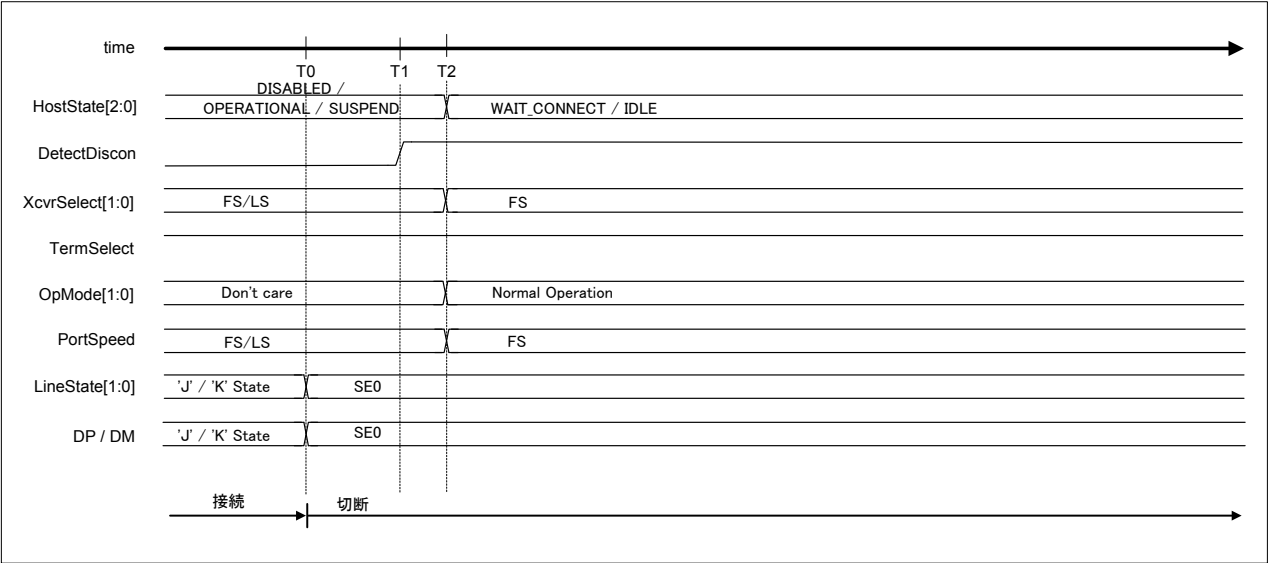 time
T0 T1 T2
HostState[2:0] DISABLED /
OPERATIONAL / SUSPEND WAIT_CONNECT / IDLE
DetectDiscon
XcvrSelect[1:0] FS/LS FS
TermSelect
OpMode[1:0] Don't care Normal Operation
PortSpeed FS/LS FS
LineState[1:0] 'J' / 'K' State SE0
DP / DM 'J' / 'K' State SE0
接続 切断